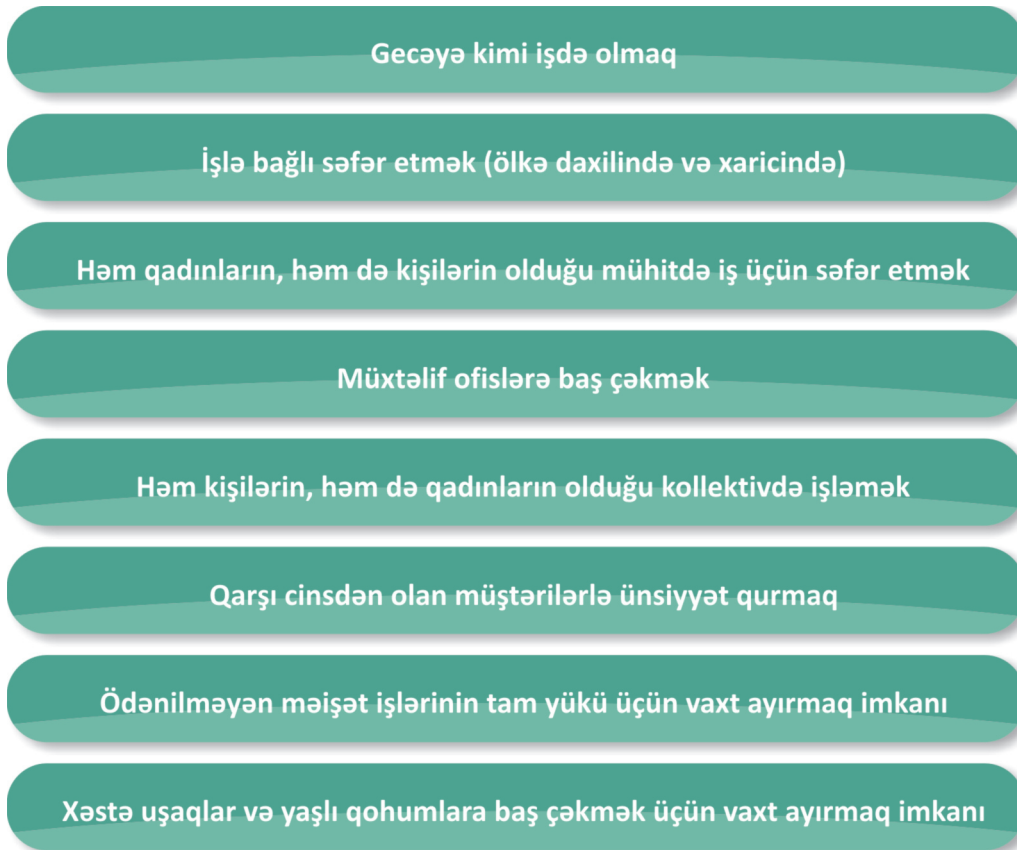 Gecəyə kimi işdə olmaq
İşlə bağlı səfər etmək (ölkə daxilində və xaricində)
Həm qadınların, həm də kişilərin olduğu mühitdə iş üçün səfər etmək
Müxtəlif ofislərə baş çəkmək
Həm kişilərin, həm də qadınların olduğu kollektivdə işləmək
Qarşı cinsdən olan müştərilərlə ünsiyyət qurmaq
Ödənilməyən məişət işlərinin tam yükü üçün vaxt ayırmaq imkanı
Xəstə uşaqlar və yaşlı qohumlara baş çəkmək üçün vaxt ayırmaq imkanı